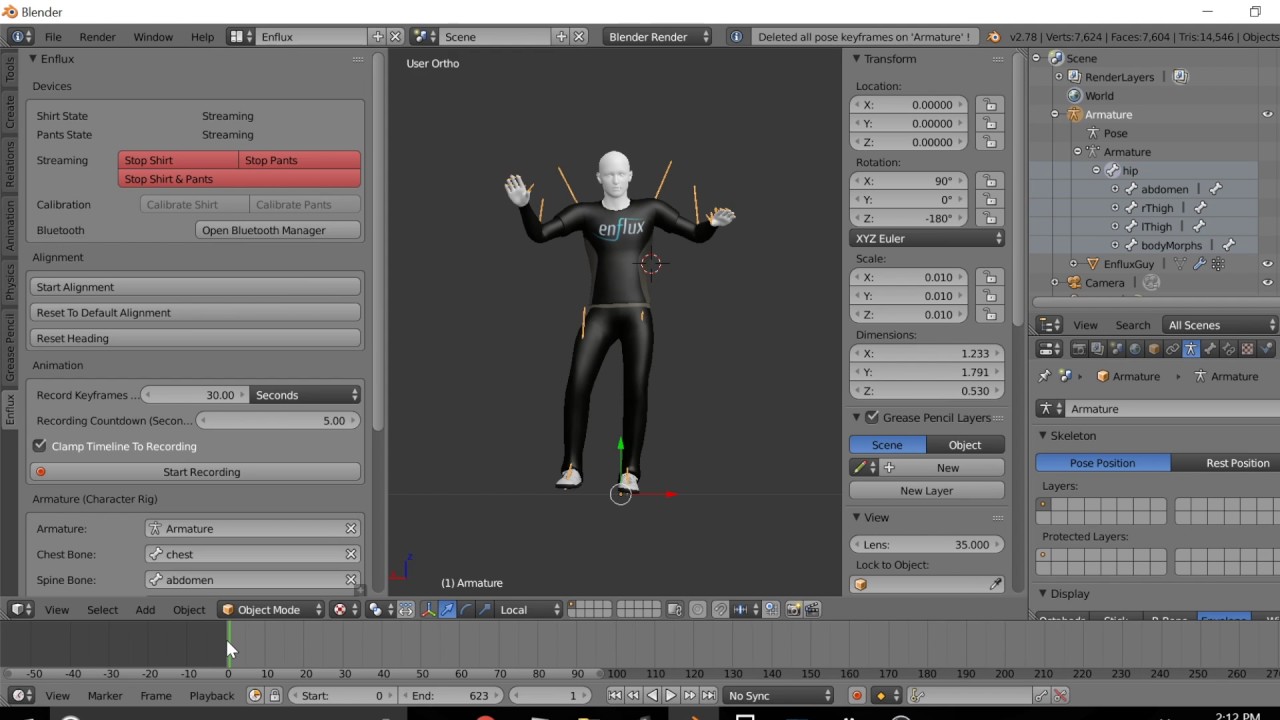 Blender
File Render Window Help Enflux Scene Blender Render Deleted all pose keyframes on 'Armature' ! v2.78 | Verts:7,624 | Faces:7,604 | Tris:14,546 | Objects
Tools
Create
Relations
Animation
Physics
Grease Pencil
Enflux
Enflux
Devices
Shirt State Streaming
Pants State Streaming
Streaming Stop Shirt Stop Pants
Stop Shirt & Pants
Calibration Calibrate Shirt Calibrate Pants
Bluetooth Open Bluetooth Manager
Alignment
Start Alignment
Reset To Default Alignment
Reset Heading
Animation
Record Keyframes ... 30.00 Seconds
Recording Countdown (Secon... 5.00
Clamp Timeline To Recording
Start Recording
Armature (Character Rig)
Armature: Armature
Chest Bone: chest
Spine Bone: abdomen
User Ortho
enflux
z
(1) Armature
Transform
Location:
X: 0.00000
Y: 0.00000
Z: 0.00000
Rotation:
X: 90°
Y: 0°
Z: -180°
XYZ Euler
Scale:
X: 0.010
Y: 0.010
Z: 0.010
Dimensions:
X: 1.233
Y: 1.791
Z: 0.530
Grease Pencil Layers
Scene Object
New
New Layer
View
Lens: 35.000
Lock to Object:
Scene
RenderLayers
World
Armature
Pose
Armature
hip
abdomen
rThigh
lThigh
bodyMorphs
EnfluxGuy
Camera
View Search All Scenes
Armature Armature
Armature
Skeleton
Pose Position Rest Position
Layers:
Protected Layers:
Display
View Select Add Object Object Mode Local
-50 -40 -30 -20 -10 0 10 20 30 40 50 60 70 80 90 100 110 120 130 140 150 160 170 180 190 200 210 220 230 240 250 260 27
View Marker Frame Playback Start: 0 End: 623 1 No Sync
2:12 PM